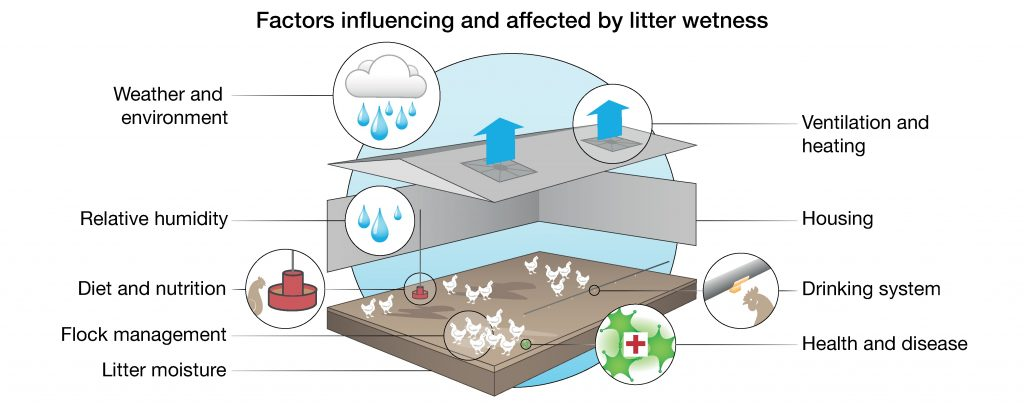 Factors influencing and affected by litter wetness
Weather and
environment
Relative humidity
Diet and nutrition
Flock management
Litter moisture
Ventilation and
heating
Housing
Drinking system
Health and disease